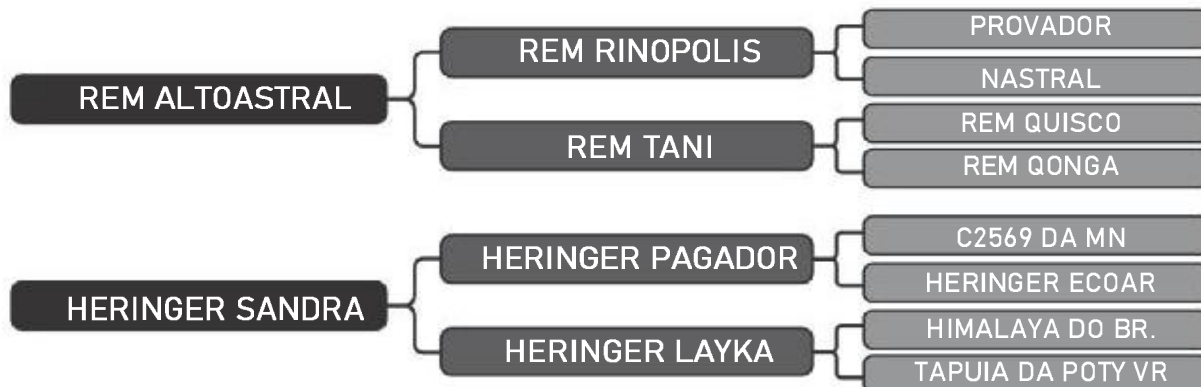 REM ALTOASTRAL
REM RINOPOLIS
PROVADOR
NASTRAL
REM TANI
REM QUISCO
REM QONGA
HERINGER SANDRA
HERINGER PAGADOR
C2569 DA MN
HERINGER ECOAR
HERINGER LAYKA
HIMALAYA DO BR.
TAPUIA DA POTY VR